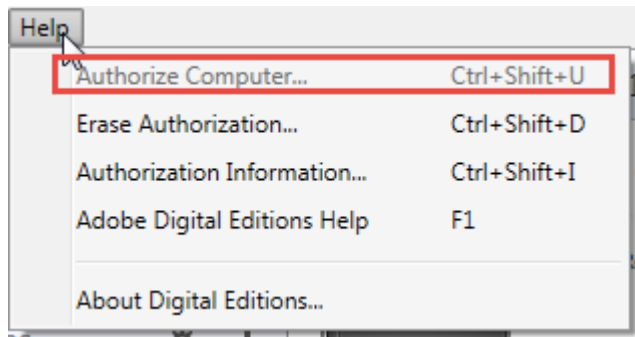 Help
Authorize Computer... Ctrl+Shift+U
Erase Authorization... Ctrl+Shift+D
Authorization Information... Ctrl+Shift+I
Adobe Digital Editions Help F1
About Digital Editions...